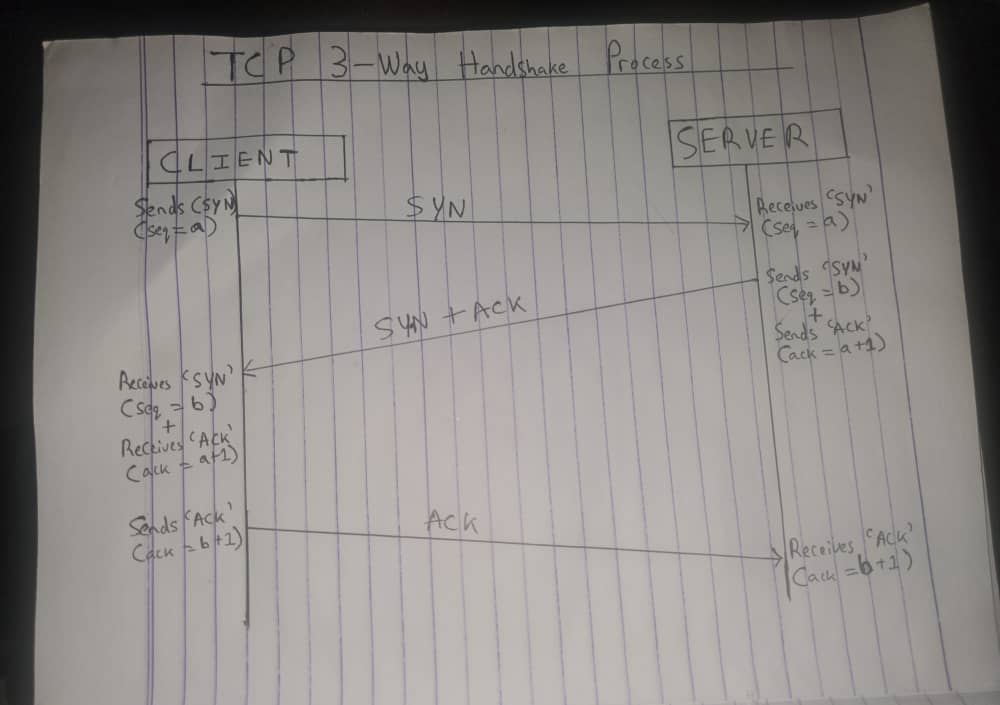 TCP 3-Way Handshake Process
CLIENT
SERVER
Sends (SYN)
(seq = a)
SYN
Receives 'SYN'
(seq = a)
Sends 'SYN'
(seq = b)
+
Sends 'ACK'
(ack = a+1)
SYN + ACK
Receives 'SYN'
(seq = b)
+
Receives 'ACK'
(ack = a+1)
Sends 'ACK'
(ack = b+1)
ACK
Receives 'ACK'
(ack = b+1)